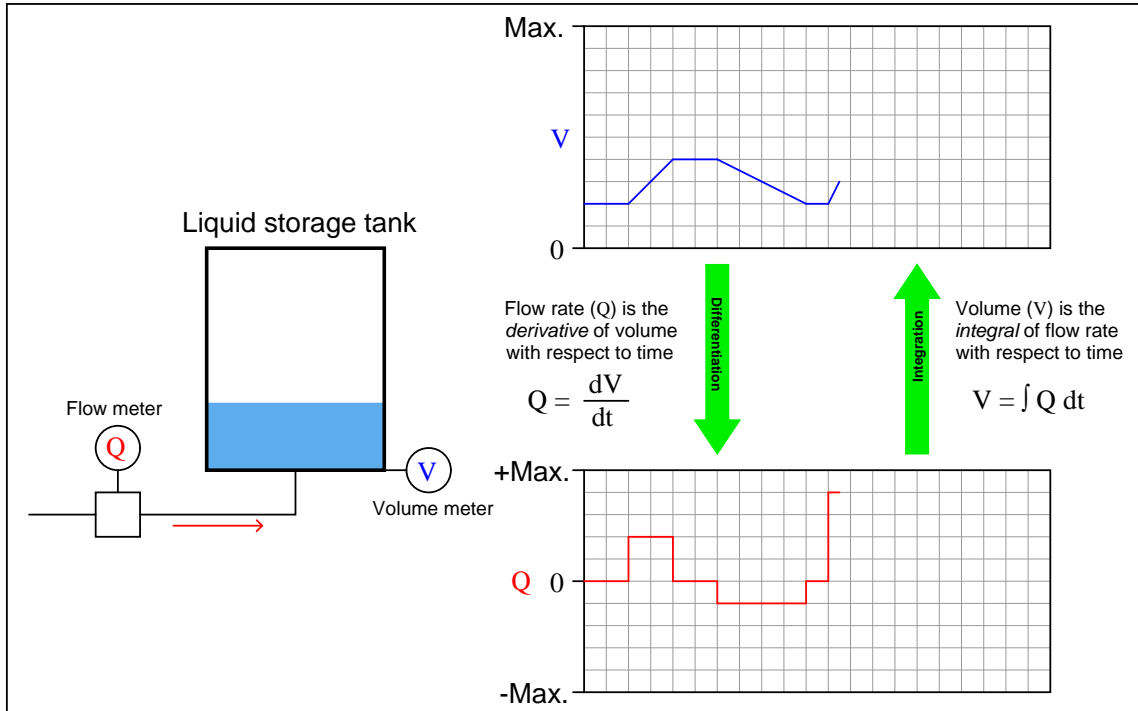 Max.
V
0
Liquid storage tank
Flow meter
Q
V
Volume meter
Flow rate (Q) is the
derivative of volume
with respect to time
Q = dV
dt
Differentiation
Integration
Volume (V) is the
integral of flow rate
with respect to time
V = ∫ Q dt
+Max.
Q 0
-Max.